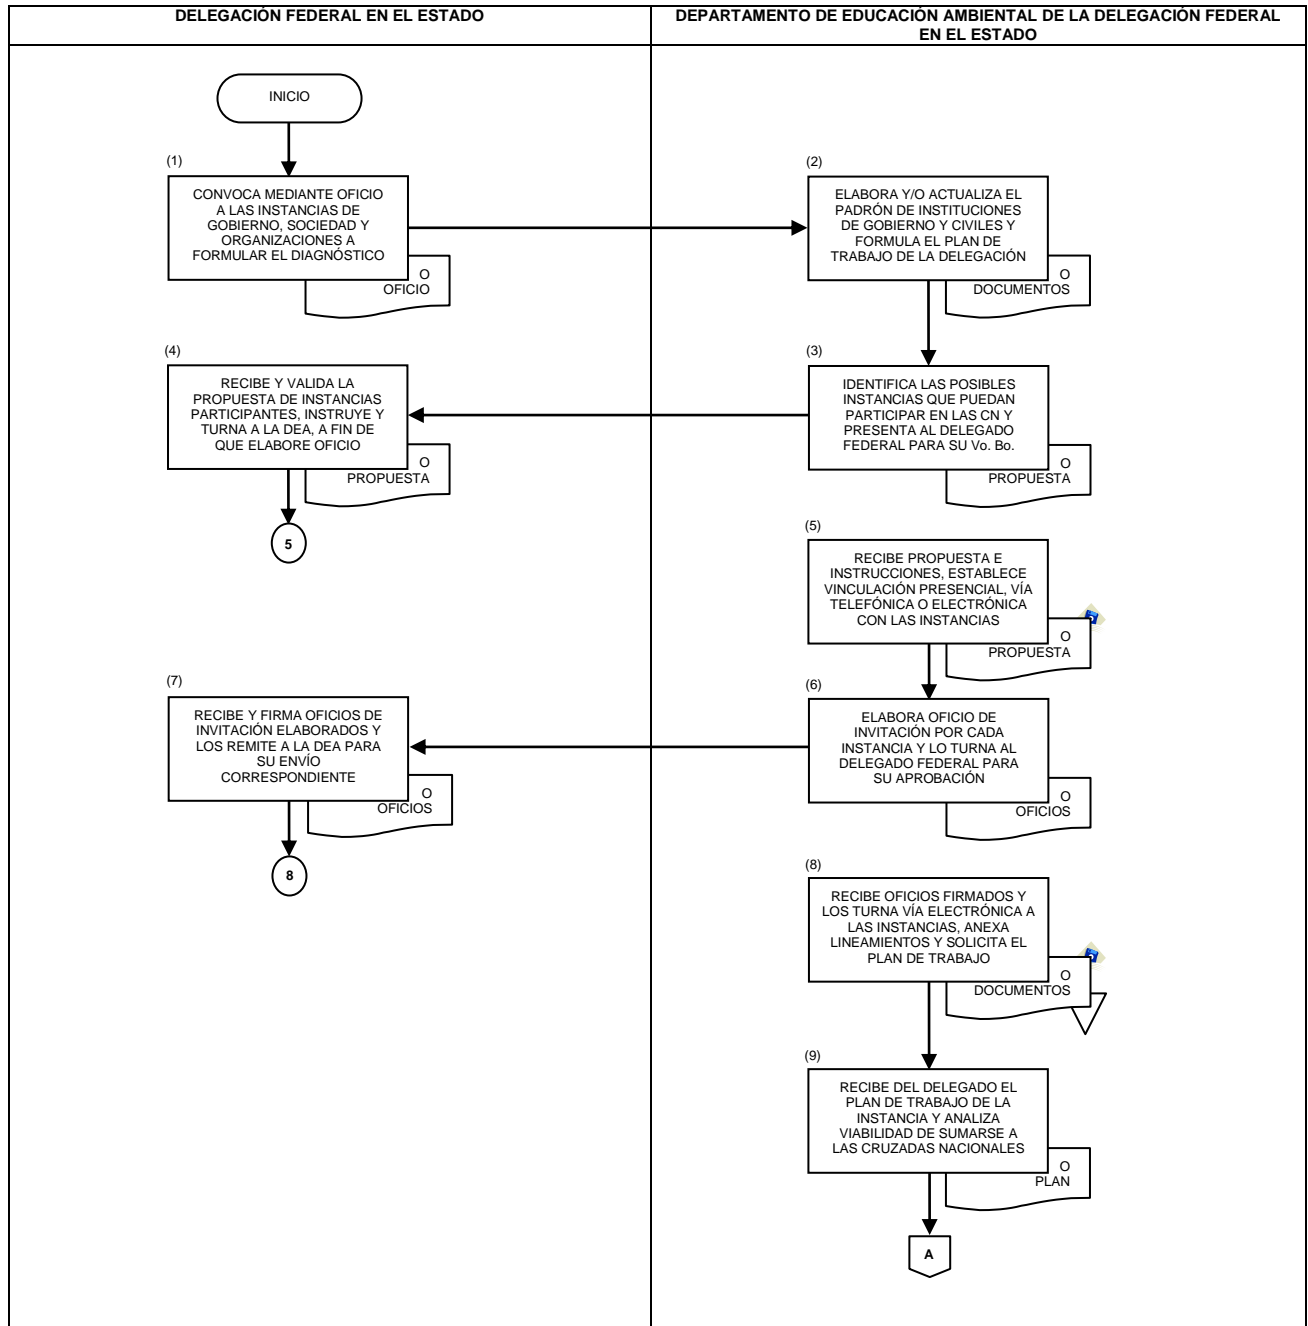 DELEGACIÓN FEDERAL EN EL ESTADO
DEPARTAMENTO DE EDUCACIÓN AMBIENTAL DE LA DELEGACIÓN FEDERAL
EN EL ESTADO
INICIO
(1)
CONVOCA MEDIANTE OFICIO
A LAS INSTANCIAS DE
GOBIERNO, SOCIEDAD Y
ORGANIZACIONES A
FORMULAR EL DIAGNÓSTICO
O
OFICIO
(2)
ELABORA Y/O ACTUALIZA EL
PADRÓN DE INSTITUCIONES
DE GOBIERNO Y CIVILES Y
FORMULA EL PLAN DE
TRABAJO DE LA DELEGACIÓN
O
DOCUMENTOS
(3)
IDENTIFICA LAS POSIBLES
INSTANCIAS QUE PUEDAN
PARTICIPAR EN LAS CN Y
PRESENTA AL DELEGADO
FEDERAL PARA SU Vo. Bo.
O
PROPUESTA
(4)
RECIBE Y VALIDA LA
PROPUESTA DE INSTANCIAS
PARTICIPANTES, INSTRUYE Y
TURNA A LA DEA, A FIN DE
QUE ELABORE OFICIO
O
PROPUESTA
5
(5)
RECIBE PROPUESTA E
INSTRUCCIONES, ESTABLECE
VINCULACIÓN PRESENCIAL, VÍA
TELEFÓNICA O ELECTRÓNICA
CON LAS INSTANCIAS
O
PROPUESTA
(6)
ELABORA OFICIO DE
INVITACIÓN POR CADA
INSTANCIA Y LO TURNA AL
DELEGADO FEDERAL PARA
SU APROBACIÓN
O
OFICIOS
(7)
RECIBE Y FIRMA OFICIOS DE
INVITACIÓN ELABORADOS Y
LOS REMITE A LA DEA PARA
SU ENVÍO
CORRESPONDIENTE
O
OFICIOS
8
(8)
RECIBE OFICIOS FIRMADOS Y
LOS TURNA VÍA ELECTRÓNICA A
LAS INSTANCIAS, ANEXA
LINEAMIENTOS Y SOLICITA EL
PLAN DE TRABAJO
O
DOCUMENTOS
(9)
RECIBE DEL DELEGADO EL
PLAN DE TRABAJO DE LA
INSTANCIA Y ANALIZA
VIABILIDAD DE SUMARSE A
LAS CRUZADAS NACIONALES
O
PLAN
A